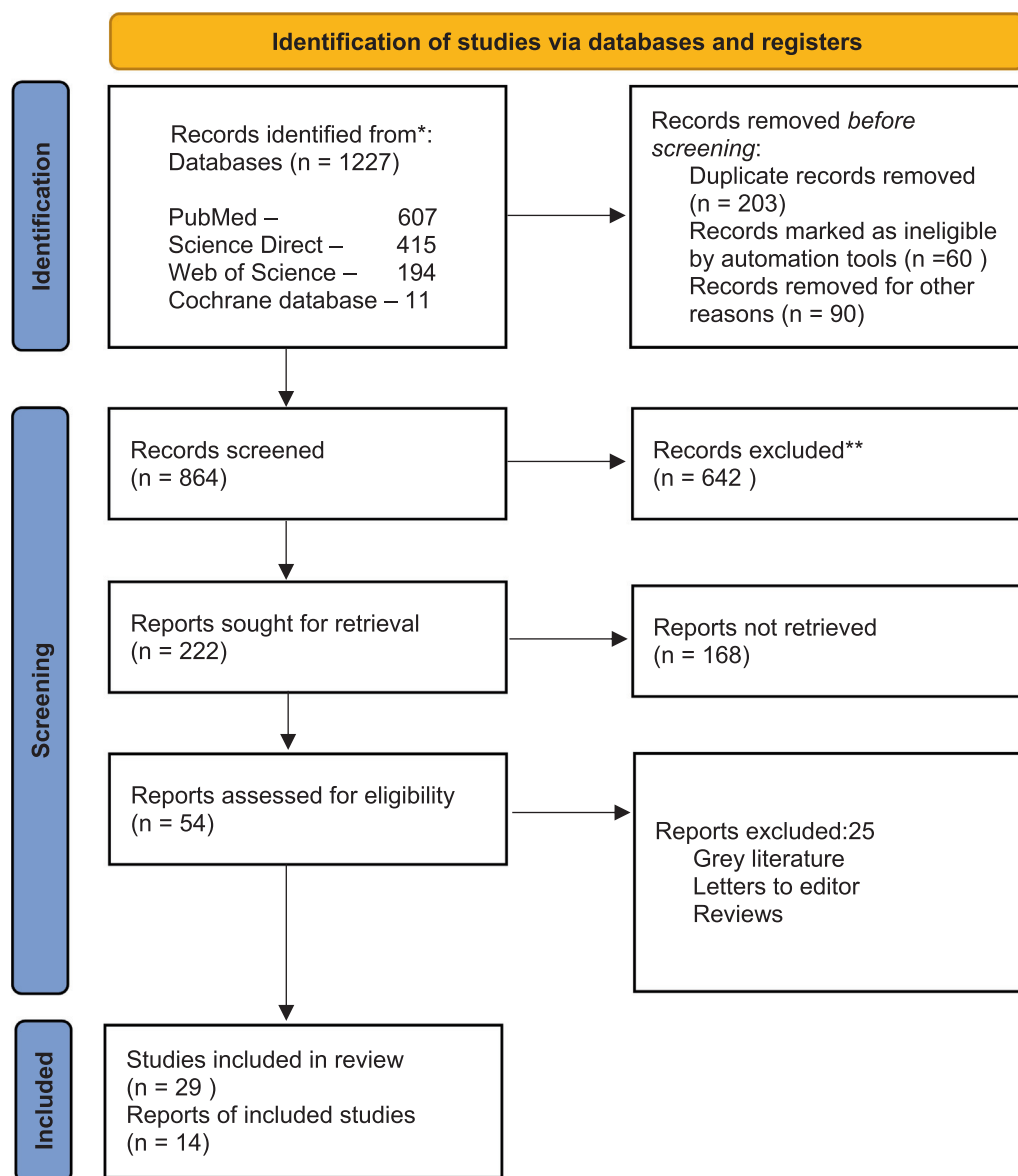 Identification of studies via databases and registers
Identification
Records identified from*:
Databases (n = 1227)
PubMed – 607
Science Direct – 415
Web of Science – 194
Cochrane database – 11
Records removed before
screening:
Duplicate records removed
(n = 203)
Records marked as ineligible
by automation tools (n =60 )
Records removed for other
reasons (n = 90)
Screening
Records screened
(n = 864)
Records excluded**
(n = 642 )
Reports sought for retrieval
(n = 222)
Reports not retrieved
(n = 168)
Reports assessed for eligibility
(n = 54)
Reports excluded:25
Grey literature
Letters to editor
Reviews
Included
Studies included in review
(n = 29 )
Reports of included studies
(n = 14)